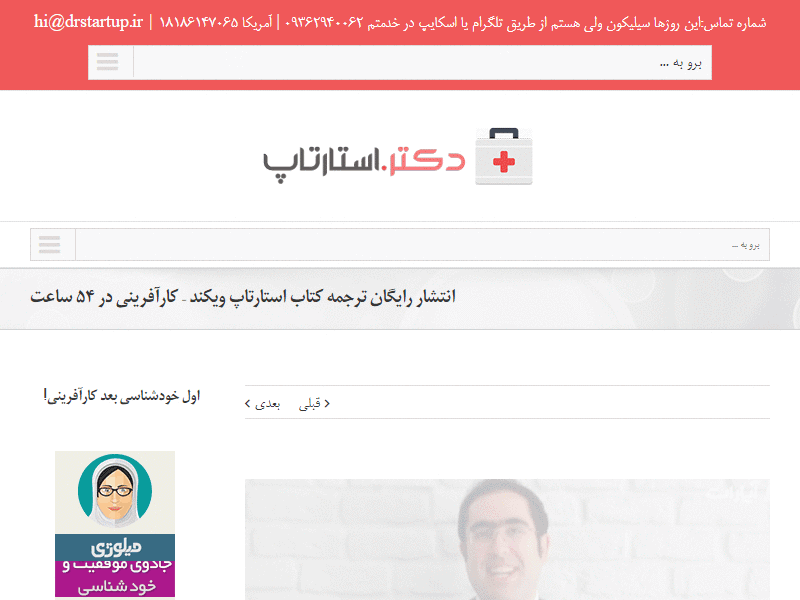 شماره تماس:این روزها سیلیکون ولی هستم از طریق تلگرام یا اسکایپ در خدمتم ۰۹۳۶۲۹۴۰۰۶۲ | آمریکا ۱۸۱۸۶۱۴۷۰۶۵ | hi@drstartup.ir
برو به ...
دکتر.استارتاپ
برو به ...
انتشار رایگان ترجمه کتاب استارتاپ ویکند - کارآفرینی در ۵۴ ساعت
قبلی بعدی
اول خودشناسی بعد کارآفرینی!
میلوژی
جادوی موفقیت و
خود شناسی